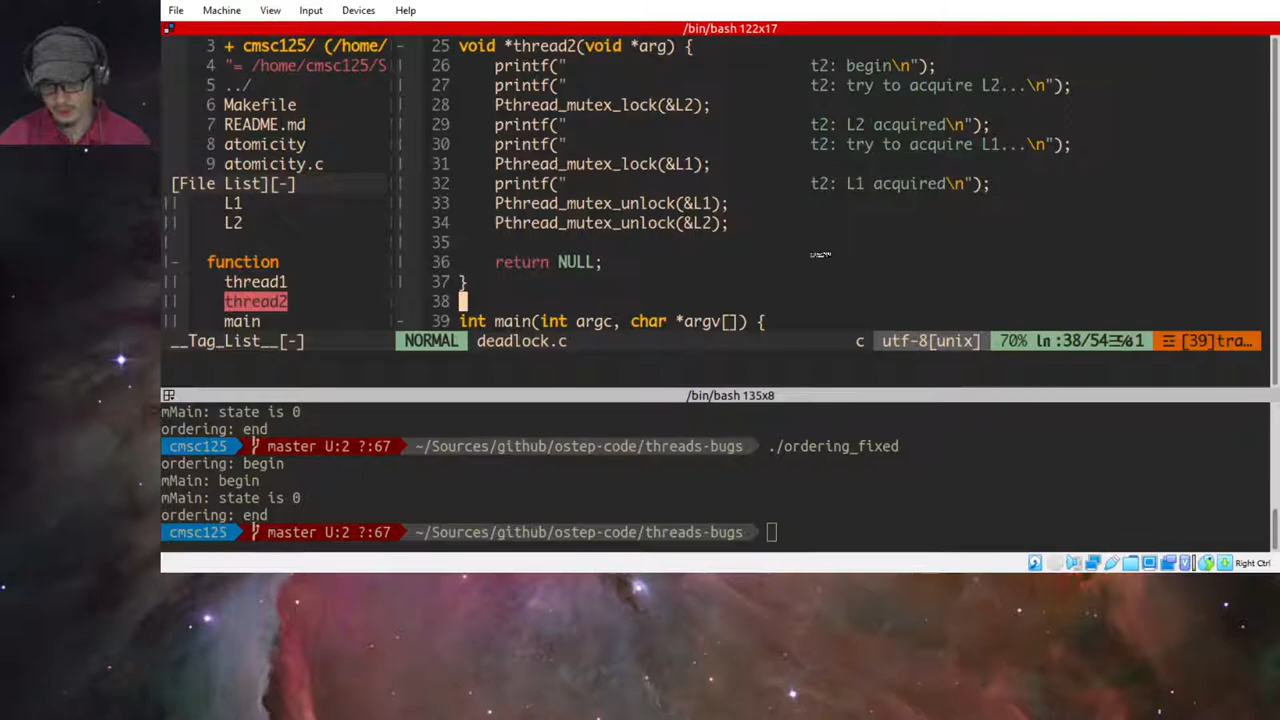 File Machine View Input Devices Help
/bin/bash 122x17
3 + cmsc125/ (/home/
4 "= /home/cmsc125/S
5 ../
6 Makefile
7 README.md
8 atomicity
9 atomicity.c
[File List][-]
L1
L2
function
thread1
thread2
main
__Tag_List__[-]
25 void *thread2(void *arg) {
26 printf(" t2: begin\n");
27 printf(" t2: try to acquire L2...\n");
28 Pthread_mutex_lock(&L2);
29 printf(" t2: L2 acquired\n");
30 printf(" t2: try to acquire L1...\n");
31 Pthread_mutex_lock(&L1);
32 printf(" t2: L1 acquired\n");
33 Pthread_mutex_unlock(&L1);
34 Pthread_mutex_unlock(&L2);
35
36 return NULL;
37 }
38
39 int main(int argc, char *argv[]) {
NORMAL deadlock.c c utf-8[unix] 70% ln:38/54 1 [39]tra...
/bin/bash 135x8
mMain: state is 0
ordering: end
cmsc125 master U:2 ?:67 ~/Sources/github/ostep-code/threads-bugs ./ordering_fixed
ordering: begin
mMain: begin
mMain: state is 0
ordering: end
cmsc125 master U:2 ?:67 ~/Sources/github/ostep-code/threads-bugs
Right Ctrl